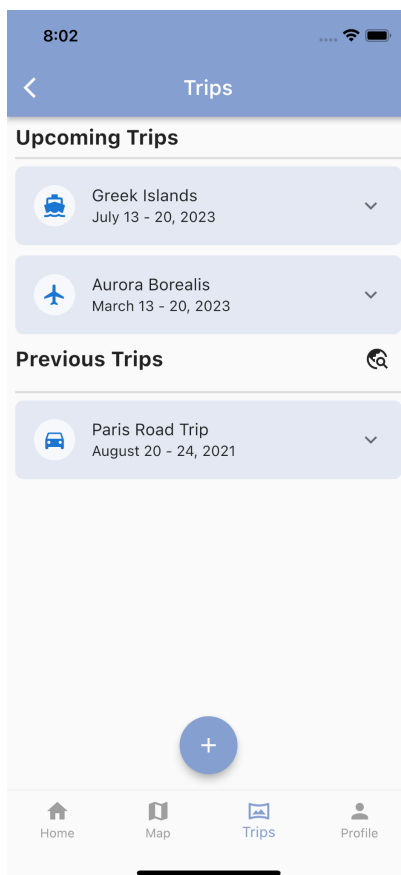 8:02
Trips
Upcoming Trips
Greek Islands
July 13 - 20, 2023
Aurora Borealis
March 13 - 20, 2023
Previous Trips
Paris Road Trip
August 20 - 24, 2021
+
Home
Map
Trips
Profile